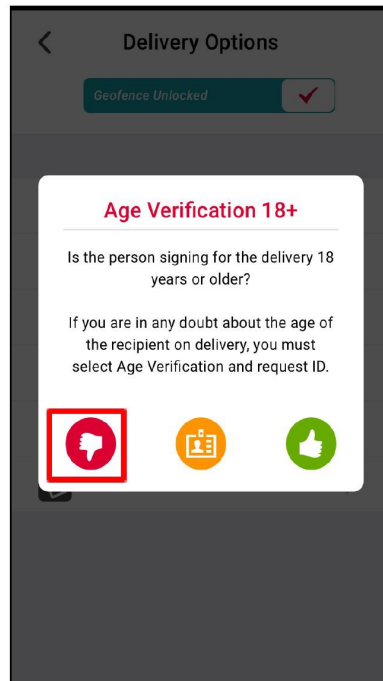 Delivery Options
Geofence Unlocked
Age Verification 18+
Is the person signing for the delivery 18
years or older?
If you are in any doubt about the age of
the recipient on delivery, you must
select Age Verification and request ID.